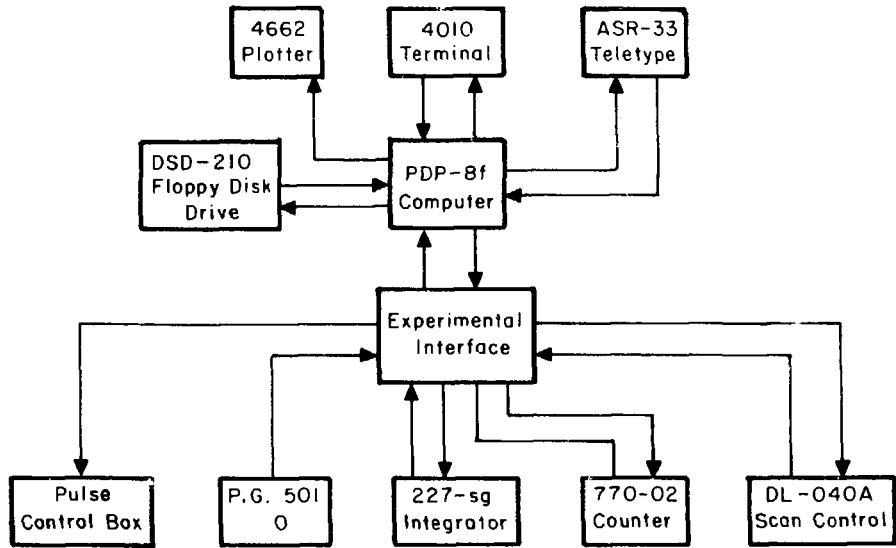 4662
Plotter
4010
Terminal
ASR-33
Teletype
DSD-210
Floppy Disk
Drive
PDP-8f
Computer
Experimental
Interface
Pulse
Control Box
P.G. 501
0
227-sg
Integrator
770-02
Counter
DL-040A
Scan Control